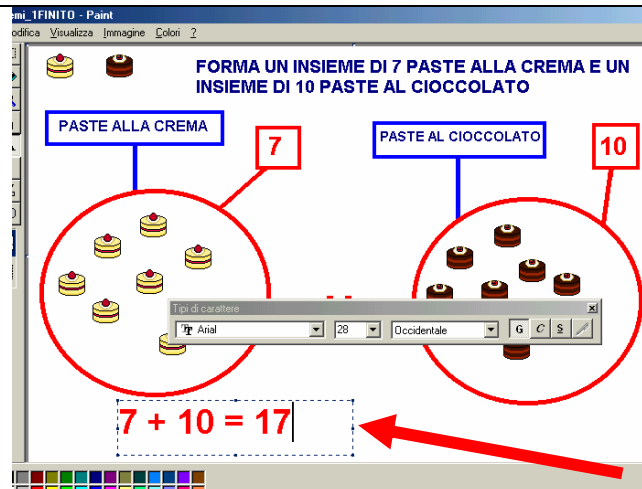 emi_1FINITO - Paint
odifica Visualizza Immagine Colori ?
FORMA UN INSIEME DI 7 PASTE ALLA CREMA E UN
INSIEME DI 10 PASTE AL CIOCCOLATO
PASTE ALLA CREMA
7
PASTE AL CIOCCOLATO
10
Tipi di carattere
Arial 28 Occidentale G C S
7 + 10 = 17